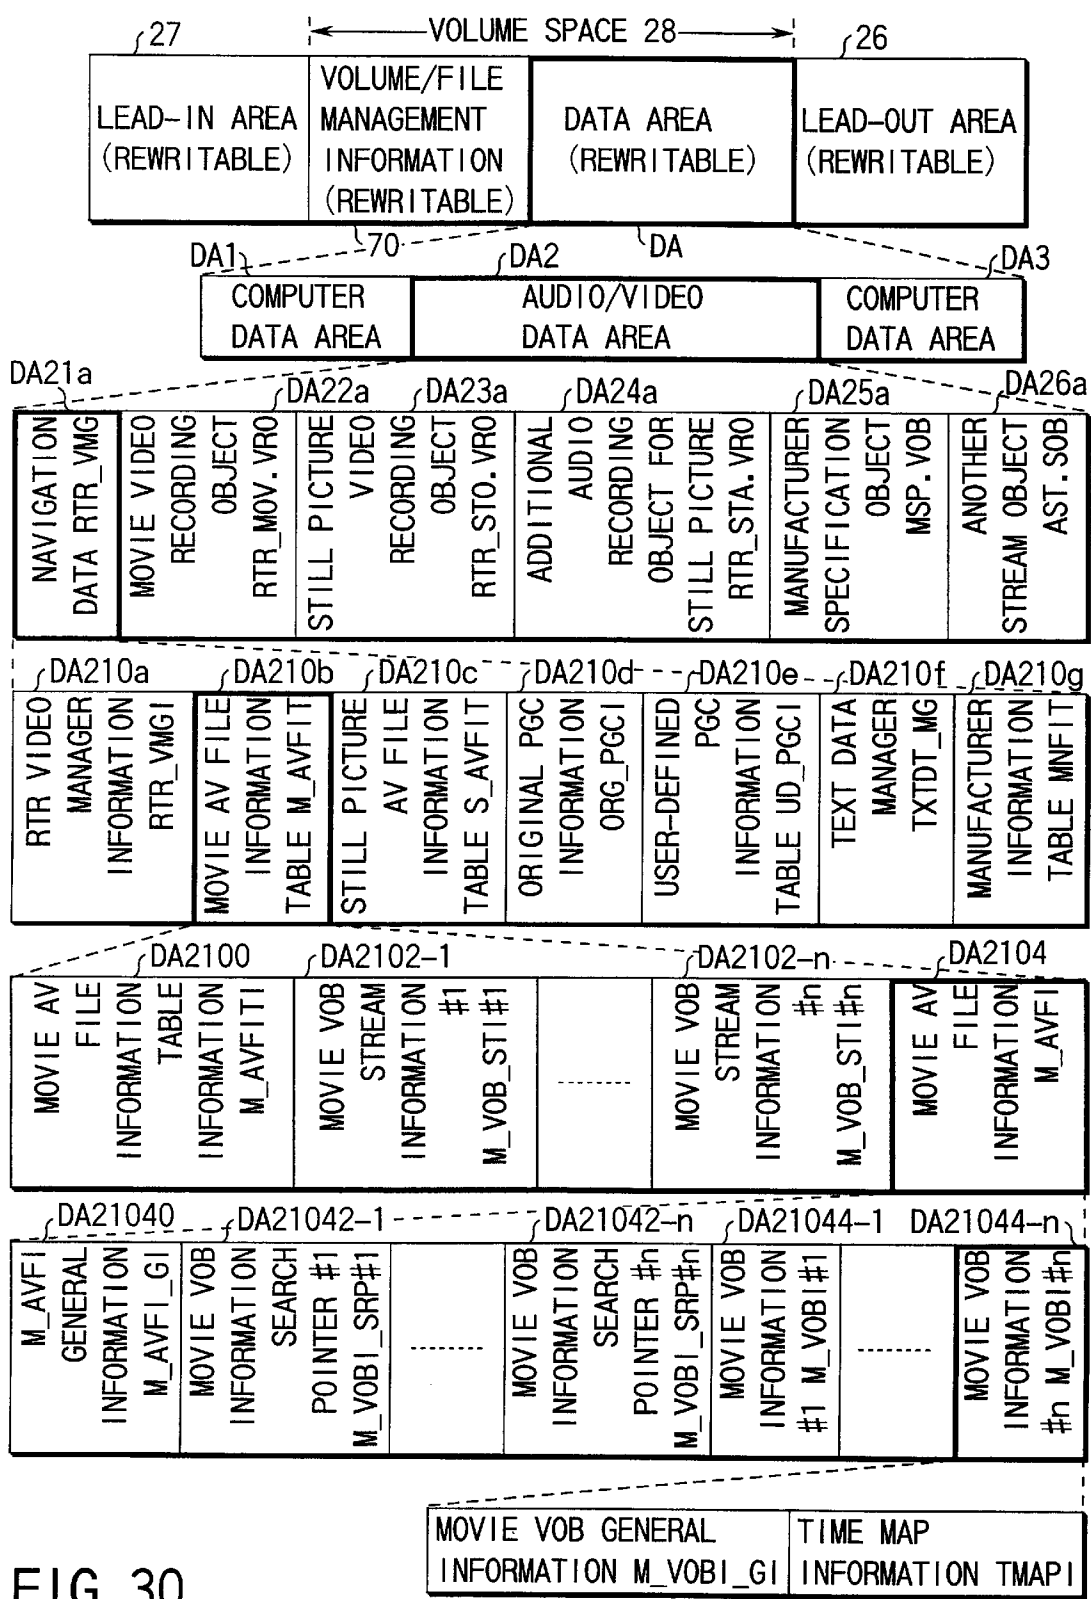 27
VOLUME SPACE 28
26
LEAD-IN AREA
(REWRITABLE)
VOLUME/FILE
MANAGEMENT
INFORMATION
(REWRITABLE)
DATA AREA
(REWRITABLE)
LEAD-OUT AREA
(REWRITABLE)
70
DA
DA1
DA2
DA3
COMPUTER
DATA AREA
AUDIO/VIDEO
DATA AREA
COMPUTER
DATA AREA
DA21a
DA22a
DA23a
DA24a
DA25a
DA26a
NAVIGATION
DATA RTR_VMG
MOVIE VIDEO
RECORDING
OBJECT
RTR_MOV.VRO
STILL PICTURE
VIDEO
RECORDING
OBJECT
RTR_STO.VRO
ADDITIONAL
AUDIO
RECORDING
OBJECT FOR
STILL PICTURE
RTR_STA.VRO
MANUFACTURER
SPECIFICATION
OBJECT
MSP.VOB
ANOTHER
STREAM OBJECT
AST.SOB
DA210a
DA210b
DA210c
DA210d
DA210e
DA210f
DA210g
RTR VIDEO
MANAGER
INFORMATION
RTR_VMGI
MOVIE AV FILE
INFORMATION
TABLE M_AVFIT
STILL PICTURE
AV FILE
INFORMATION
TABLE S_AVFIT
ORIGINAL PGC
INFORMATION
ORG_PGCI
USER-DEFINED
PGC
INFORMATION
TABLE UD_PGCI
TEXT DATA
MANAGER
TXTDT_MG
MANUFACTURER
INFORMATION
TABLE MNFIT
DA2100
DA2102-1
DA2102-n
DA2104
MOVIE AV
FILE
INFORMATION
TABLE
INFORMATION
M_AVFITI
MOVIE VOB
STREAM
INFORMATION
#1
M_VOB_STI#1
MOVIE VOB
STREAM
INFORMATION
#n
M_VOB_STI#n
MOVIE AV
FILE
INFORMATION
M_AVFI
DA21040
DA21042-1
DA21042-n
DA21044-1
DA21044-n
M_AVFI
GENERAL
INFORMATION
M_AVFI_GI
MOVIE VOB
INFORMATION
SEARCH
POINTER #1
M_VOBI_SRP#1
MOVIE VOB
INFORMATION
SEARCH
POINTER #n
M_VOBI_SRP#n
MOVIE VOB
INFORMATION
#1 M_VOBI#1
MOVIE VOB
INFORMATION
#n M_VOBI#n
MOVIE VOB GENERAL
INFORMATION M_VOBI_GI
TIME MAP
INFORMATION TMAPI
FIG. 30